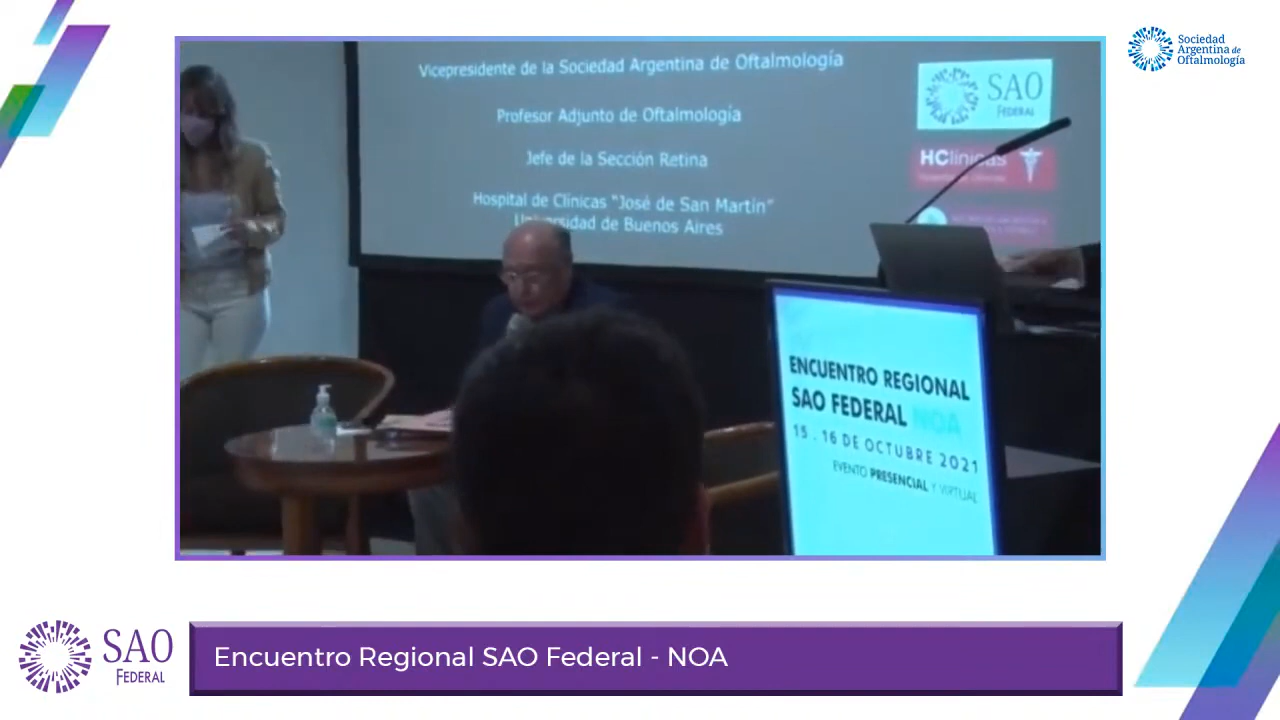 Sociedad
Argentina de
Oftalmología
Vicepresidente de la Sociedad Argentina de Oftalmología
Profesor Adjunto de Oftalmología
Jefe de la Sección Retina
Hospital de Clínicas "José de San Martín"
Universidad de Buenos Aires
SAO
FEDERAL
HClínicas
ENCUENTRO REGIONAL
SAO FEDERAL NOA
15 . 16 DE OCTUBRE 2021
EVENTO PRESENCIAL Y VIRTUAL
SAO
FEDERAL
Encuentro Regional SAO Federal - NOA